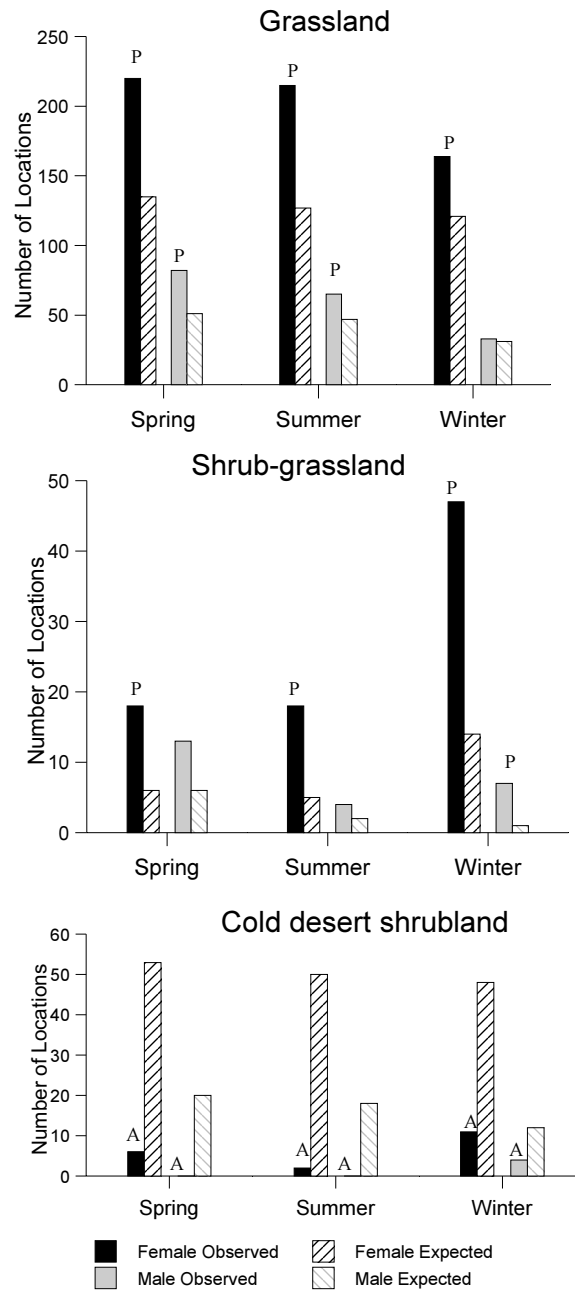 Grassland
250
200
150
100
50
0
Number of Locations
P
P
P
P
P
Spring Summer Winter
Shrub-grassland
50
40
30
20
10
0
Number of Locations
P
P
P
P
Spring Summer Winter
Cold desert shrubland
60
50
40
30
20
10
0
Number of Locations
A A A A A A
Spring Summer Winter
Female Observed Female Expected
Male Observed Male Expected